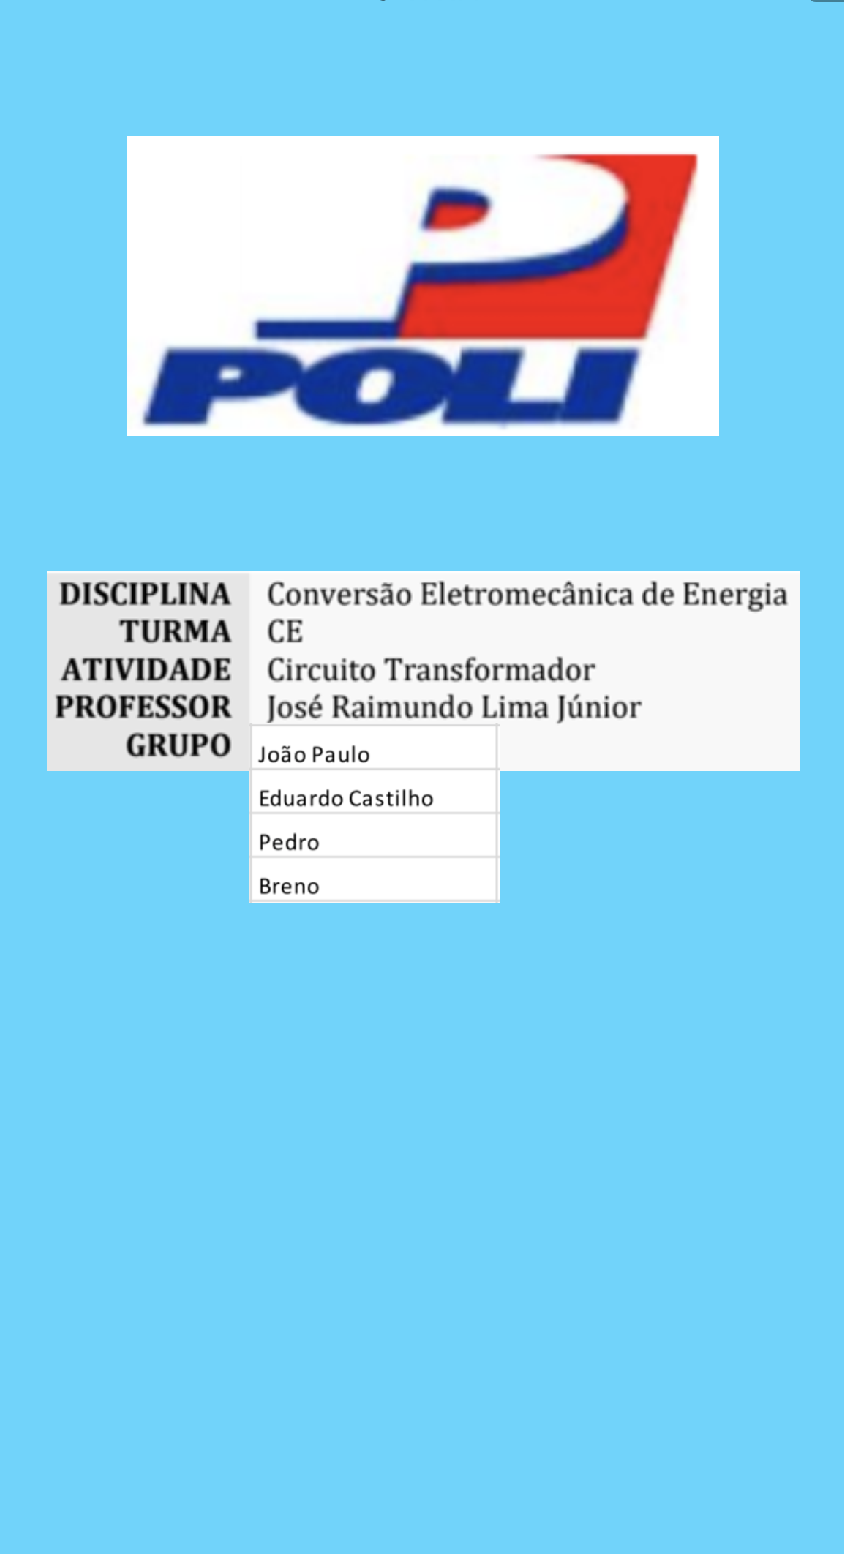 P
POLI
DISCIPLINA Conversão Eletromecânica de Energia
TURMA CE
ATIVIDADE Circuito Transformador
PROFESSOR José Raimundo Lima Júnior
GRUPO João Paulo
Eduardo Castilho
Pedro
Breno